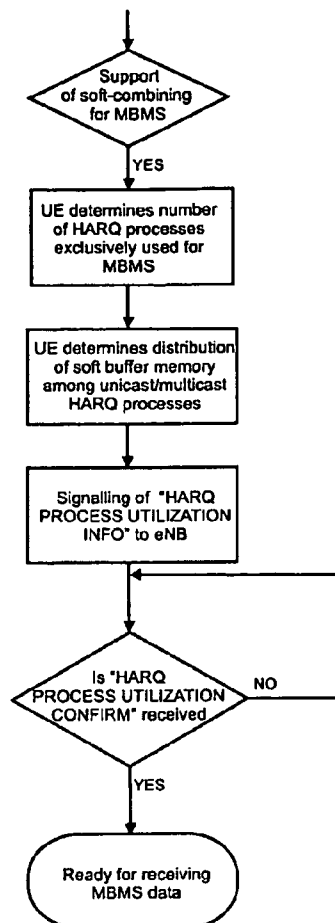 Support
of soft-combining
for MBMS
YES
UE determines number
of HARQ processes
exclusively used for
MBMS
UE determines distribution
of soft buffer memory
among unicast/multicast
HARQ processes
Signalling of "HARQ
PROCESS UTILIZATION
INFO" to eNB
Is "HARQ
PROCESS UTILIZATION
CONFIRM" received
NO
YES
Ready for receiving
MBMS data